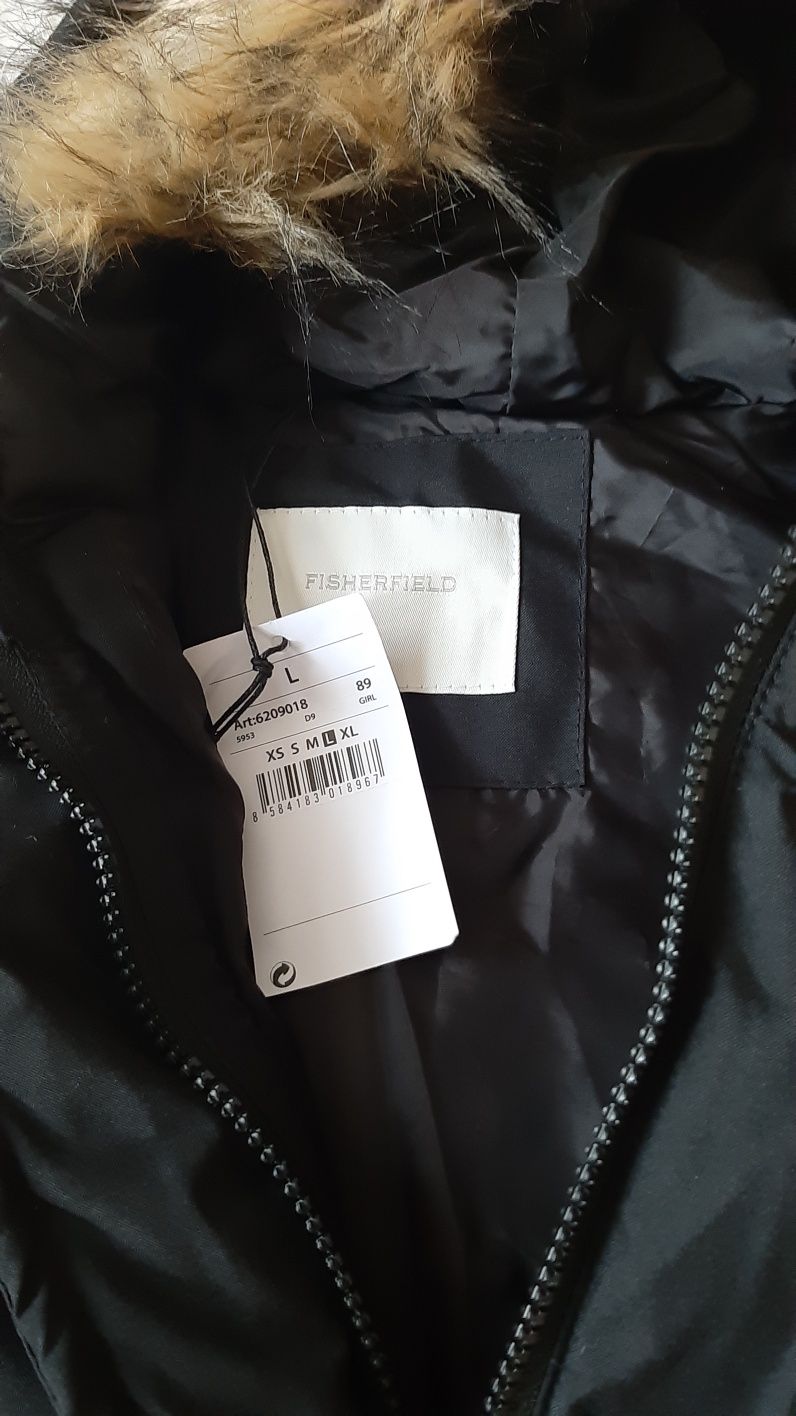 FISHERFIELD
L
Art:6209018 89
5953 D9 GIRL
XS S M L XL
8 584183 018967